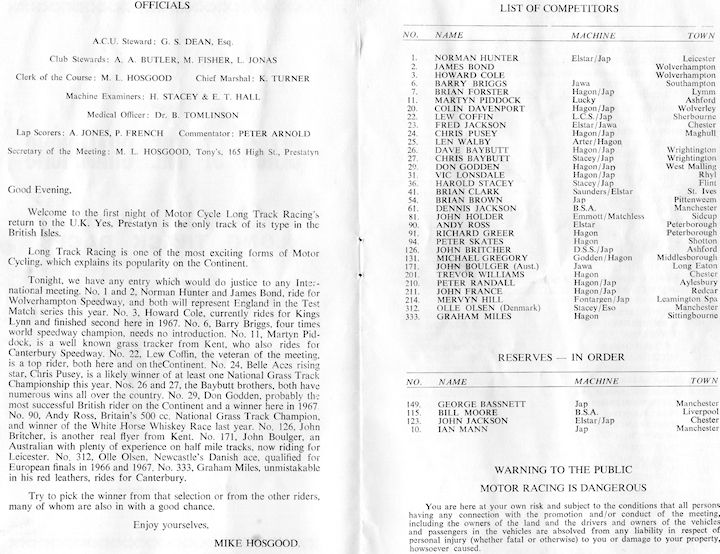 OFFICIALS
A.C.U. Steward: G. S. DEAN, Esq.
Club Stewards: A. A. BUTLER, M. FISHER, L. JONAS
Clerk of the Course: M. L. HOSGOOD Chief Marshal: K. TURNER
Machine Examiners: H. STACEY & E. T. HALL
Medical Officer: Dr. B. TOMLINSON
Lap Scorers: A. JONES, P. FRENCH Commentator: PETER ARNOLD
Secretary of the Meeting: M. L. HOSGOOD, Tony's, 165 High St., Prestatyn
Good Evening,
Welcome to the first night of Motor Cycle Long Track Racing's
return to the U.K. Yes, Prestatyn is the only track of its type in the
British Isles.
Long Track Racing is one of the most exciting forms of Motor
Cycling, which explains its popularity on the Continent.
Tonight, we have any entry which would do justice to any Inter-
national meeting. No. 1 and 2, Norman Hunter and James Bond, ride for
Wolverhampton Speedway, and both will represent England in the Test
Match series this year. No. 3, Howard Cole, currently rides for Kings
Lynn and finished second here in 1967. No. 6, Barry Briggs, four times
world speedway champion, needs no introduction. No. 11, Martyn Pid-
dock, is a well known grass tracker from Kent, who also rides for
Canterbury Speedway. No. 22, Lew Coffin, the veteran of the meeting,
is a top rider, both here and on theContinent. No. 24, Belle Aces rising
star, Chris Pusey, is a likely winner of at least one National Grass Track
Championship this year. Nos. 26 and 27, the Baybutt brothers, both have
numerous wins all over the country. No. 29, Don Godden, probably the
most successful British rider on the Continent and a winner here in 1967.
No. 90, Andy Ross, Britain's 500 cc. National Grass Track Champion,
and winner of the White Horse Whiskey Race last year. No. 126, John
Britcher, is another real flyer from Kent. No. 171, John Boulger, an
Australian with plenty of experience on half mile tracks, now riding for
Leicester. No. 312, Olle Olsen, Newcastle's Danish ace, qualified for
European finals in 1966 and 1967. No. 333, Graham Miles, unmistakable
in his red leathers, rides for Canterbury.
Try to pick the winner from that selection or from the other riders,
many of whom are also in with a good chance.
Enjoy yourselves,
MIKE HOSGOOD.
LIST OF COMPETITORS
NO. NAME MACHINE TOWN
1. NORMAN HUNTER Elstar/Jap Leicester
2. JAMES BOND Wolverhampton
3. HOWARD COLE Wolverhampton
6. BARRY BRIGGS Jawa Southampton
7. BRIAN FORSTER Hagon/Jap Lymm
11. MARTYN PIDDOCK Lucky Ashford
20. COLIN DAVENPORT Hagon/Jap Wolverley
22. LEW COFFIN L.C.S./Jap Sherbourne
23. FRED JACKSON Elstar/Jawa Chester
24. CHRIS PUSEY Hagon/Jap Maghull
25. LEN WALBY Arter/Hagon
26. DAVE BAYBUTT Hagon/Jap Wrightington
27. CHRIS BAYBUTT Stacey/Jap Wrightington
29. DON GODDEN Hagon/Jap West Malling
31. VIC LONSDALE Hagon/Jap Rhyl
36. HAROLD STACEY Stacey/Jap Flint
41. BRIAN CLARK Saunders/Elstar St. Ives
54. BRIAN BROWN Jap Pittenweem
61. DENNIS JACKSON B.S.A. Manchester
81. JOHN HOLDER Emmott/Matchless Sidcup
90. ANDY ROSS Elstar Peterborough
91. RICHARD GREER Hagon Peterborough
94. PETER SKATES Hagon Shotton
126. JOHN BRITCHER D.S.S./Jap Ashford
131. MICHAEL GREGORY Godden/Hagon Middlesborough
171. JOHN BOULGER (Aust.) Jawa Long Eaton
201. TREVOR WILLIAMS Hagon Chester
210. PETER RANDALL Hagon/Jap Aylesbury
211. JOHN FRANCE Hagon/Jap Redcar
214. MERVYN HILL Fontargen/Jap Leamington Spa
312. OLLE OLSEN (Denmark) Stacey/Eso Manchester
333. GRAHAM MILES Hagon Sittingbourne
RESERVES — IN ORDER
NO. NAME MACHINE TOWN
149. GEORGE BASSNETT Jap Manchester
115. BILL MOORE B.S.A. Liverpool
123. JOHN JACKSON Elstar/Jap Chester
10. IAN MANN Jap Manchester
WARNING TO THE PUBLIC
MOTOR RACING IS DANGEROUS
You are here at your own risk and subject to the conditions that all persons
having any connection with the promotion and/or conduct of the meeting,
including the owners of the land and the drivers and owners of the vehicles
and passengers in the vehicles are absolved from any liability in respect of
personal injury (whether fatal or otherwise) to you or damage to your property,
howsoever caused.